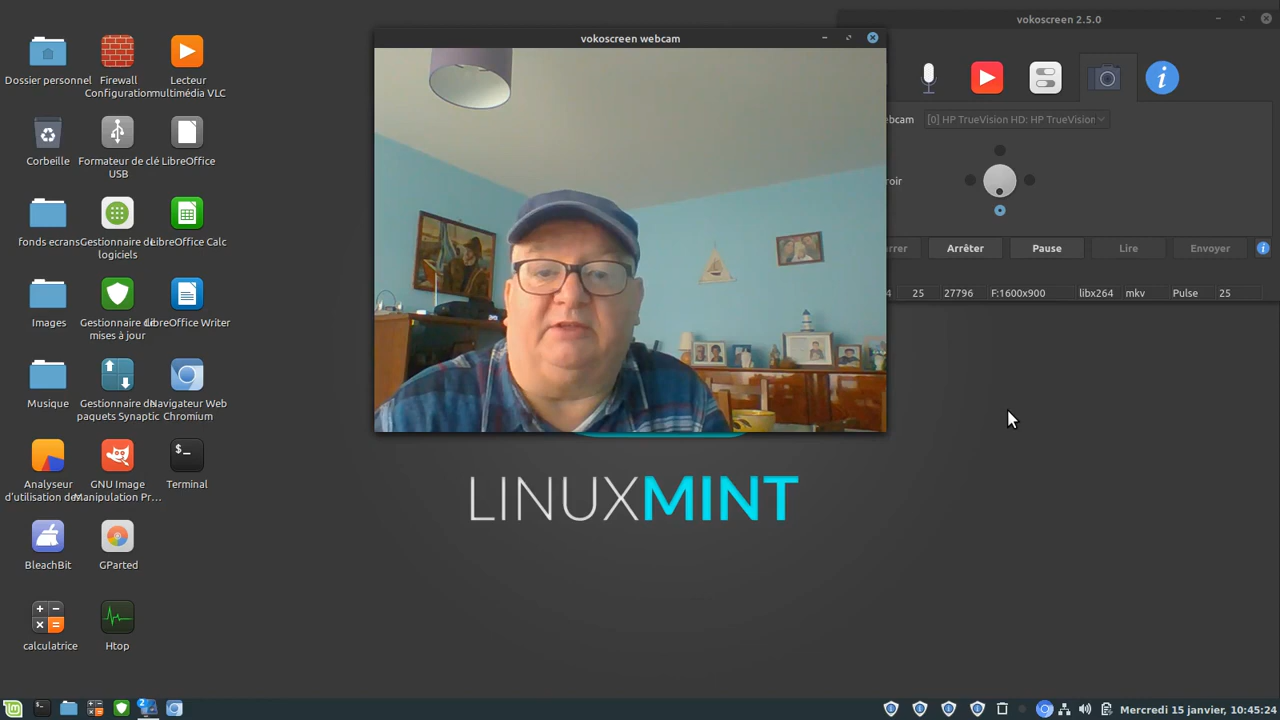 vokoscreen 2.5.0
vokoscreen webcam
Dossier personnel
Firewall
Configuration
Lecteur
multimédia VLC
Corbeille
Formateur de clé
USB
LibreOffice
fonds ecrans
Gestionnaire de
logiciels
LibreOffice Calc
Images
Gestionnaire de
mises à jour
LibreOffice Writer
Musique
Gestionnaire de
paquets Synaptic
Navigateur Web
Chromium
Analyseur
d'utilisation de
GNU Image
Manipulation Pr...
Terminal
BleachBit
GParted
calculatrice
Htop
ebcam
[0] HP TrueVision HD: HP TrueVision
roir
rrer
Arrêter
Pause
Lire
Envoyer
4 25 27796 F:1600x900 libx264 mkv Pulse 25
LINUXMINT
2
Mercredi 15 janvier, 10:45:24